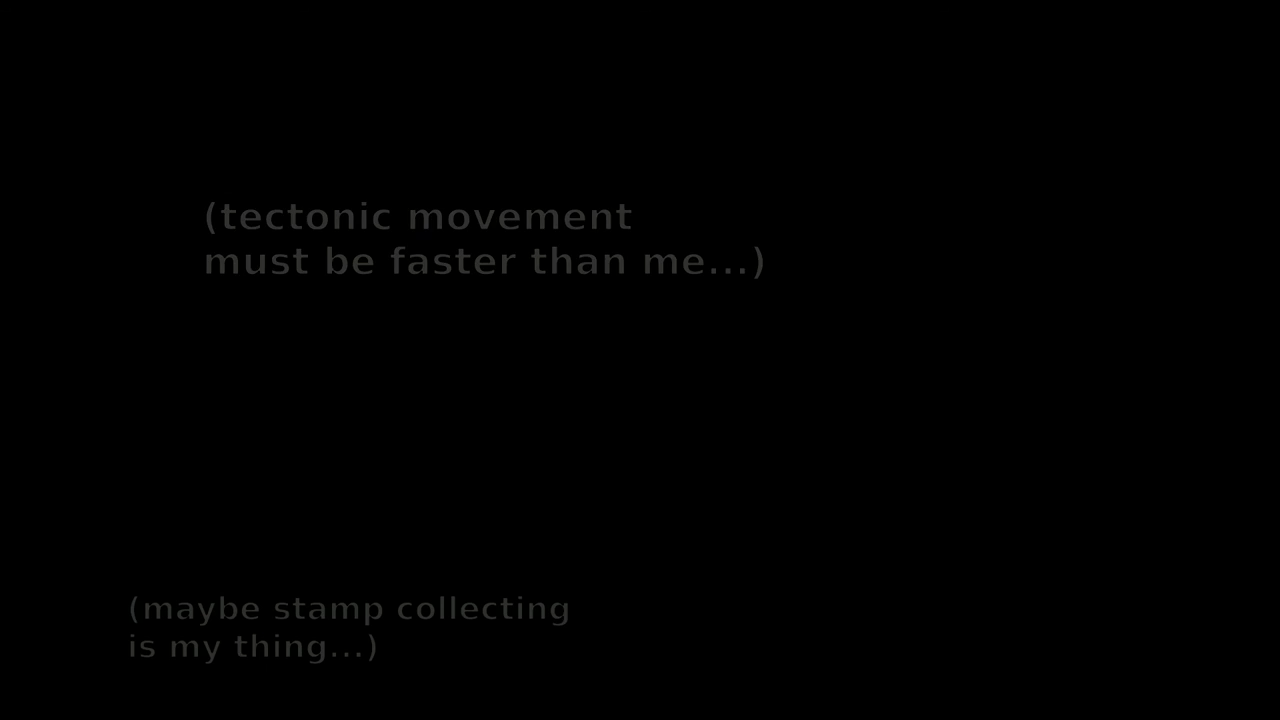 (tectonic movement
must be faster than me...)
(maybe stamp collecting
is my thing...)